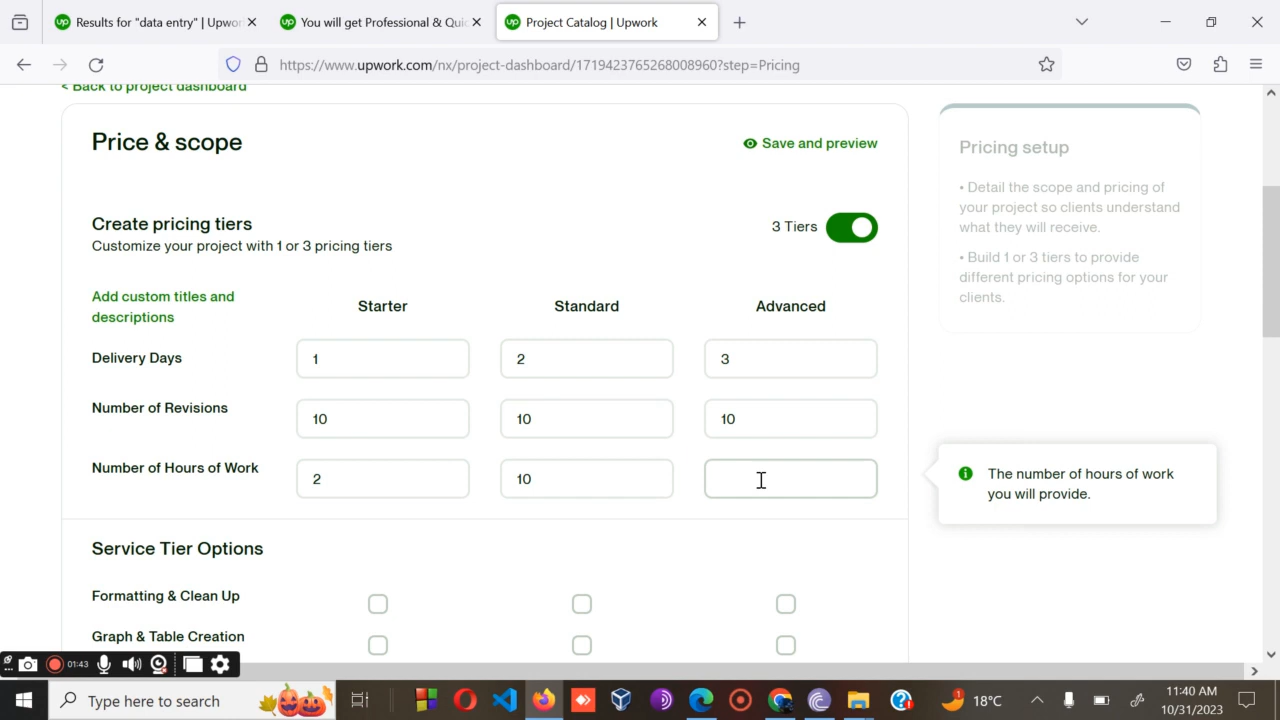 Results for "data entry" | Upwor
You will get Professional & Quic
Project Catalog | Upwork
https://www.upwork.com/nx/project-dashboard/1719423765268008960?step=Pricing
< Back to project dashboard
Price & scope
Save and preview
Create pricing tiers
3 Tiers
Customize your project with 1 or 3 pricing tiers
Add custom titles and descriptions
Starter
Standard
Advanced
Delivery Days
1
2
3
Number of Revisions
10
10
10
Number of Hours of Work
2
10
Service Tier Options
Formatting & Clean Up
Graph & Table Creation
Pricing setup
• Detail the scope and pricing of
your project so clients understand
what they will receive.
• Build 1 or 3 tiers to provide
different pricing options for your
clients.
The number of hours of work
you will provide.
01:43
Type here to search
1
18°C
11:40 AM
10/31/2023